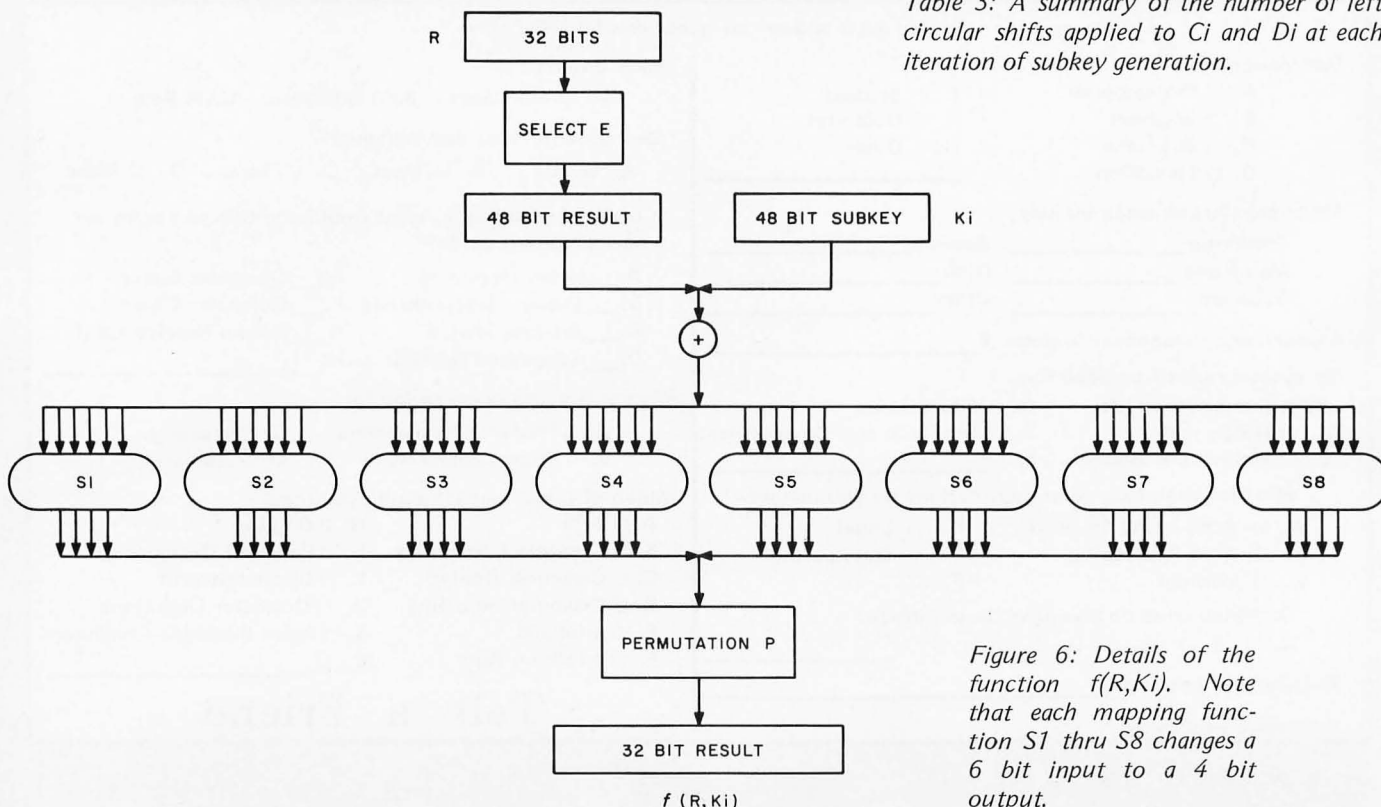 Table 3: A summary of the number of left
circular shifts applied to Ci and Di at each
iteration of subkey generation.
R 32 BITS
SELECT E
48 BIT RESULT 48 BIT SUBKEY Ki
+
S1 S2 S3 S4 S5 S6 S7 S8
PERMUTATION P
32 BIT RESULT
f (R,Ki)
Figure 6: Details of the
function f(R,Ki). Note
that each mapping func-
tion S1 thru S8 changes a
6 bit input to a 4 bit
output.